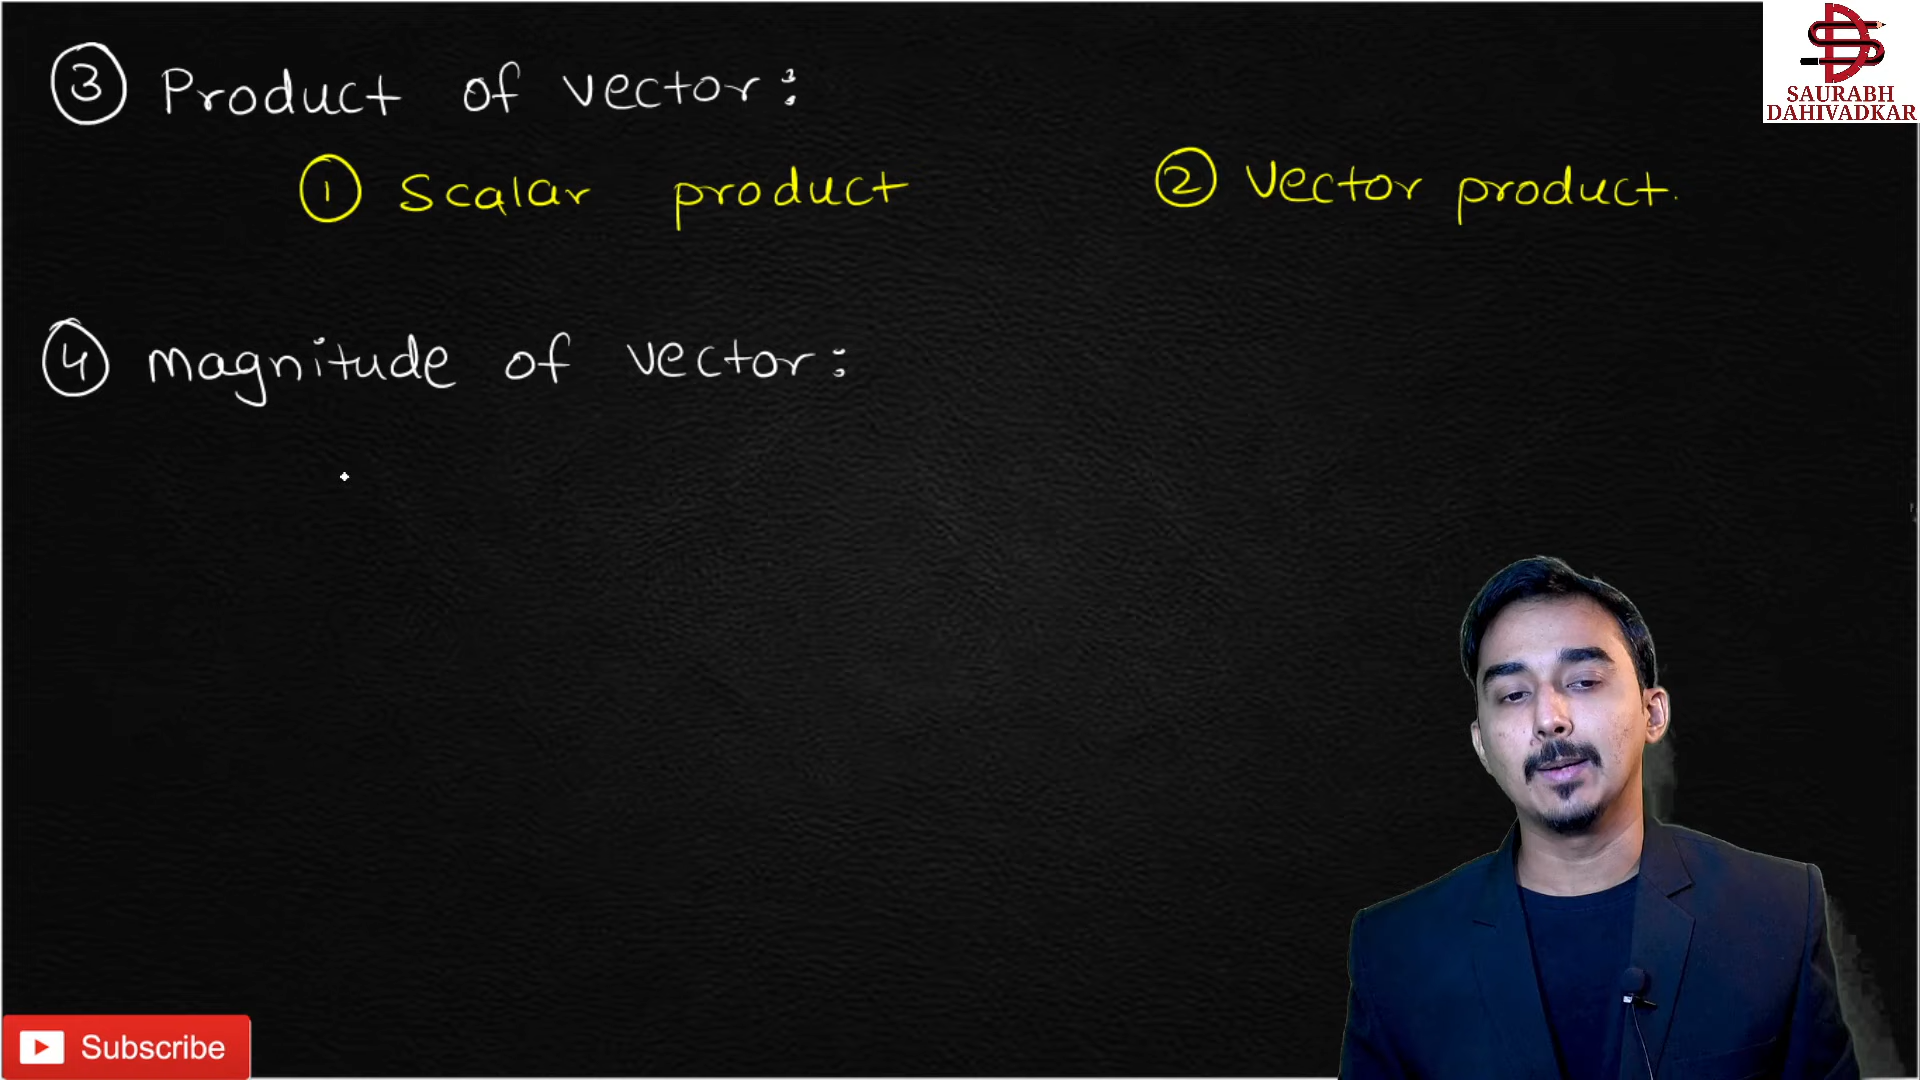 ③ Product of vector:
① Scalar product ② Vector product.
④ Magnitude of vector:
SAURABH
DAHIVADKAR
Subscribe